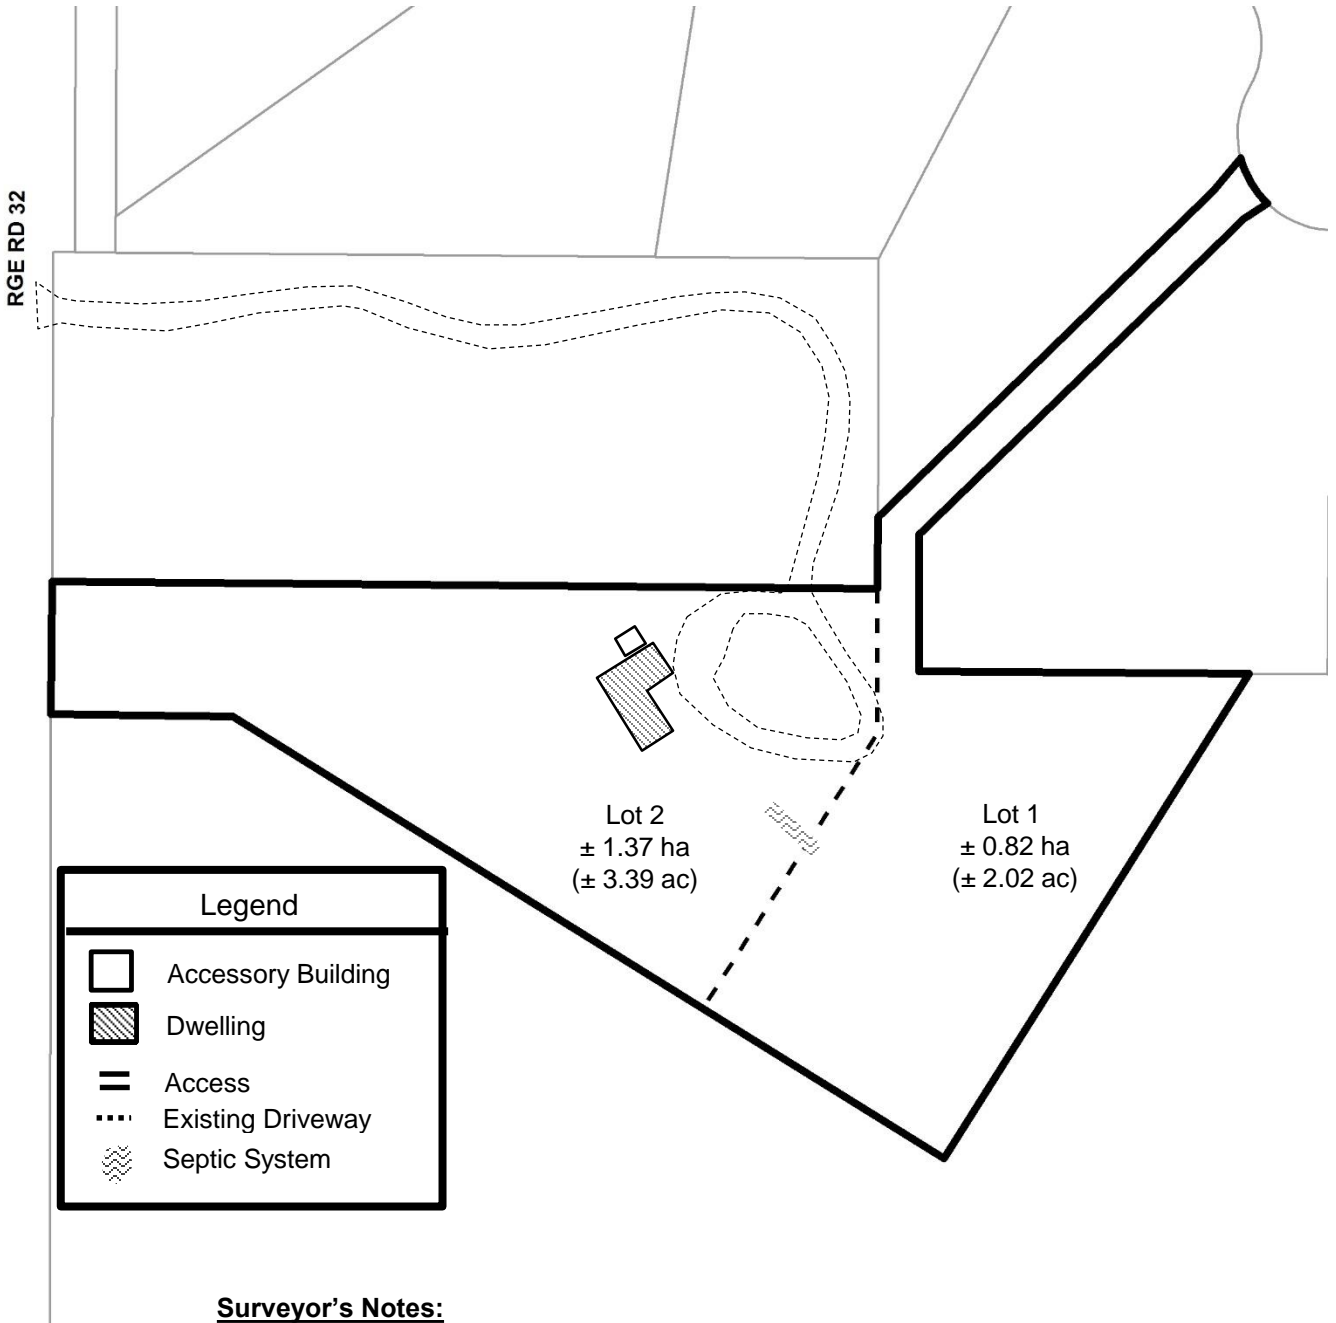 RGE RD 32
Lot 2
± 1.37 ha
(± 3.39 ac)
Lot 1
± 0.82 ha
(± 2.02 ac)
Legend
Accessory Building
Dwelling
Access
Existing Driveway
Septic System
Surveyor's Notes: